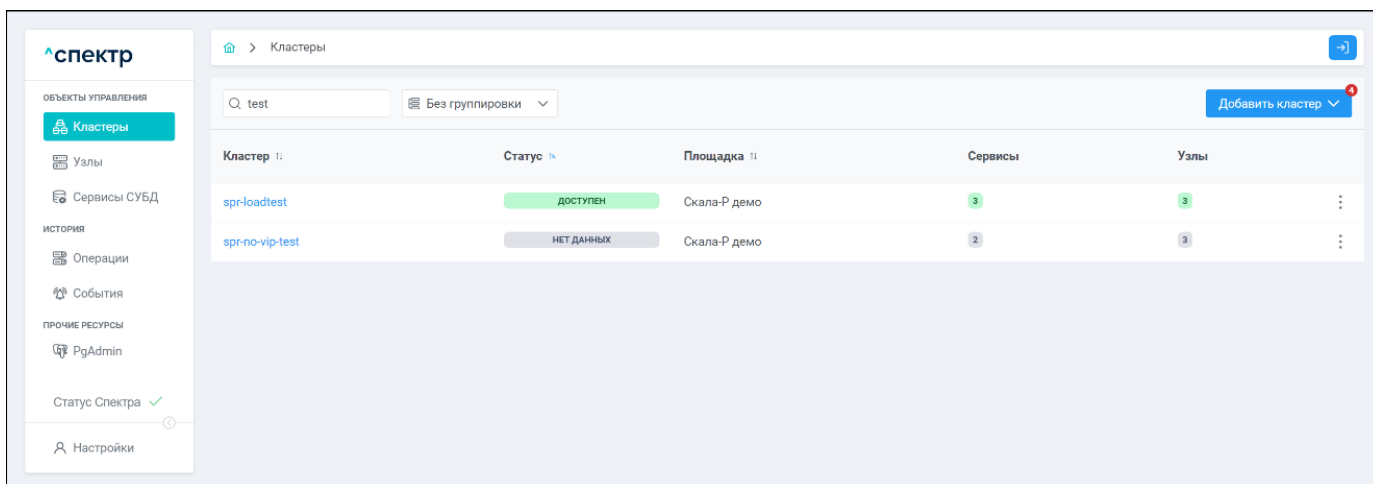 ^спектр
ОБЪЕКТЫ УПРАВЛЕНИЯ
Кластеры
Узлы
Сервисы СУБД
ИСТОРИЯ
Операции
События
ПРОЧИЕ РЕСУРСЫ
PgAdmin
Статус Спектра
Настройки
> Кластеры
test Без группировки Добавить кластер 4
Кластер Статус Площадка Сервисы Узлы
spr-loadtest ДОСТУПЕН Скала-Р демо 3 3
spr-no-vip-test НЕТ ДАННЫХ Скала-Р демо 2 3